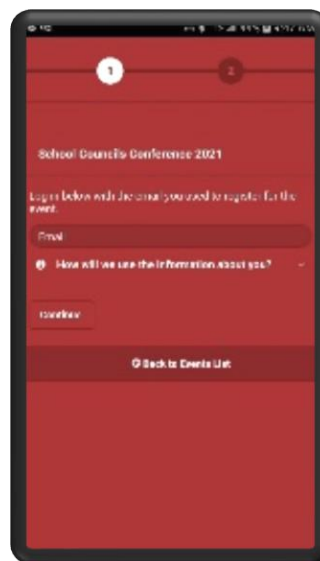 1 2
School Councils Conference 2021
Log in below with the email you used to register for the
event.
Email
How will we use the information about you?
Continue
Back to Events List